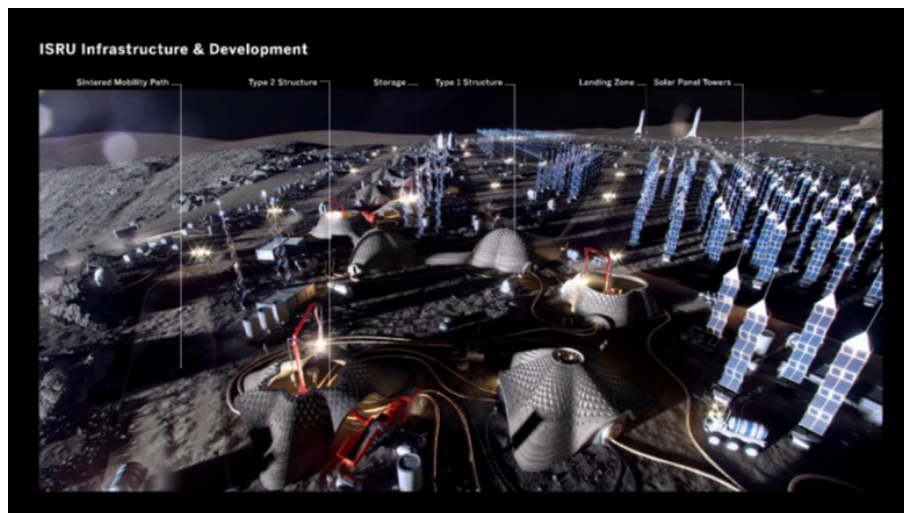 ISRU Infrastructure & Development
Sintered Mobility Path
Type 2 Structure
Storage
Type 1 Structure
Landing Zone
Solar Panel Towers